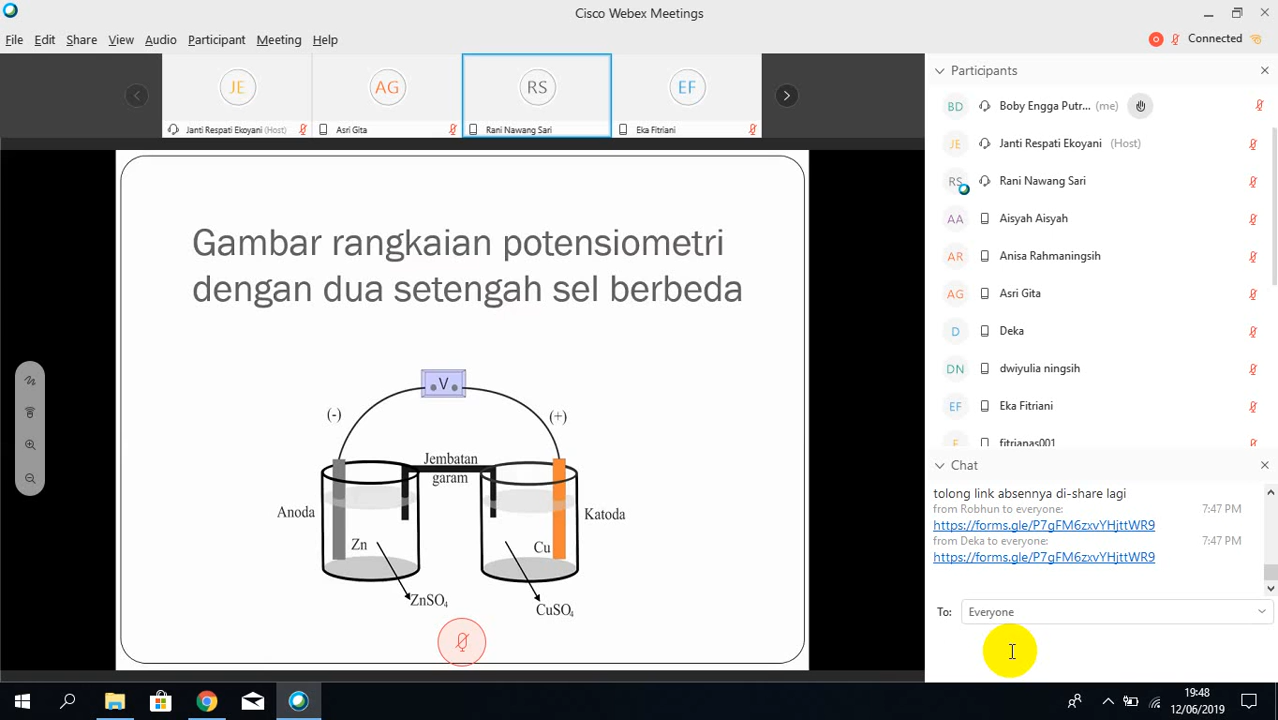 Cisco Webex Meetings
File Edit Share View Audio Participant Meeting Help
Connected
JE
AG
RS
EF
Janti Respati Ekoyani (Host)
Asri Gita
Rani Nawang Sari
Eka Fitriani
Gambar rangkaian potensiometri
dengan dua setengah sel berbeda
V
(-)
(+)
Jembatan
garam
Anoda
Katoda
Zn
Cu
ZnSO₄
CuSO₄
Participants
BD Boby Engga Putr... (me)
JE Janti Respati Ekoyani (Host)
RS Rani Nawang Sari
AA Aisyah Aisyah
AR Anisa Rahmaningsih
AG Asri Gita
D Deka
DN dwiyulia ningsih
EF Eka Fitriani
F fitrianas001
Chat
tolong link absennya di-share lagi
from Robhun to everyone: 7:47 PM
https://forms.gle/P7gFM6zxvYHjttWR9
from Deka to everyone: 7:47 PM
https://forms.gle/P7gFM6zxvYHjttWR9
To: Everyone
19:48
12/06/2019